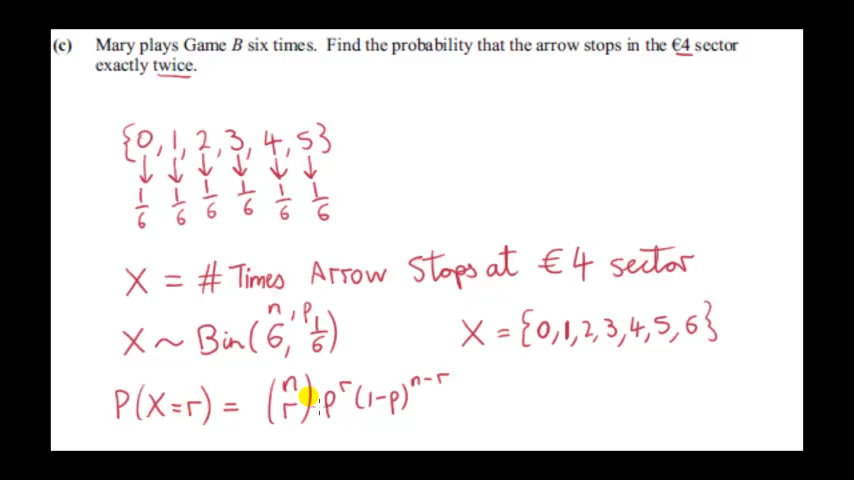 (c) Mary plays Game B six times. Find the probability that the arrow stops in the €4 sector
exactly twice.
{0, 1, 2, 3, 4, 5}
↓ ↓ ↓ ↓ ↓ ↓
1/6 1/6 1/6 1/6 1/6 1/6
X = # Times Arrow Stops at €4 sector
n, p
X ~ Bin(6, 1/6) X = {0,1,2,3,4,5,6}
P(X=r) = (n r) p^r (1-p)^n-r